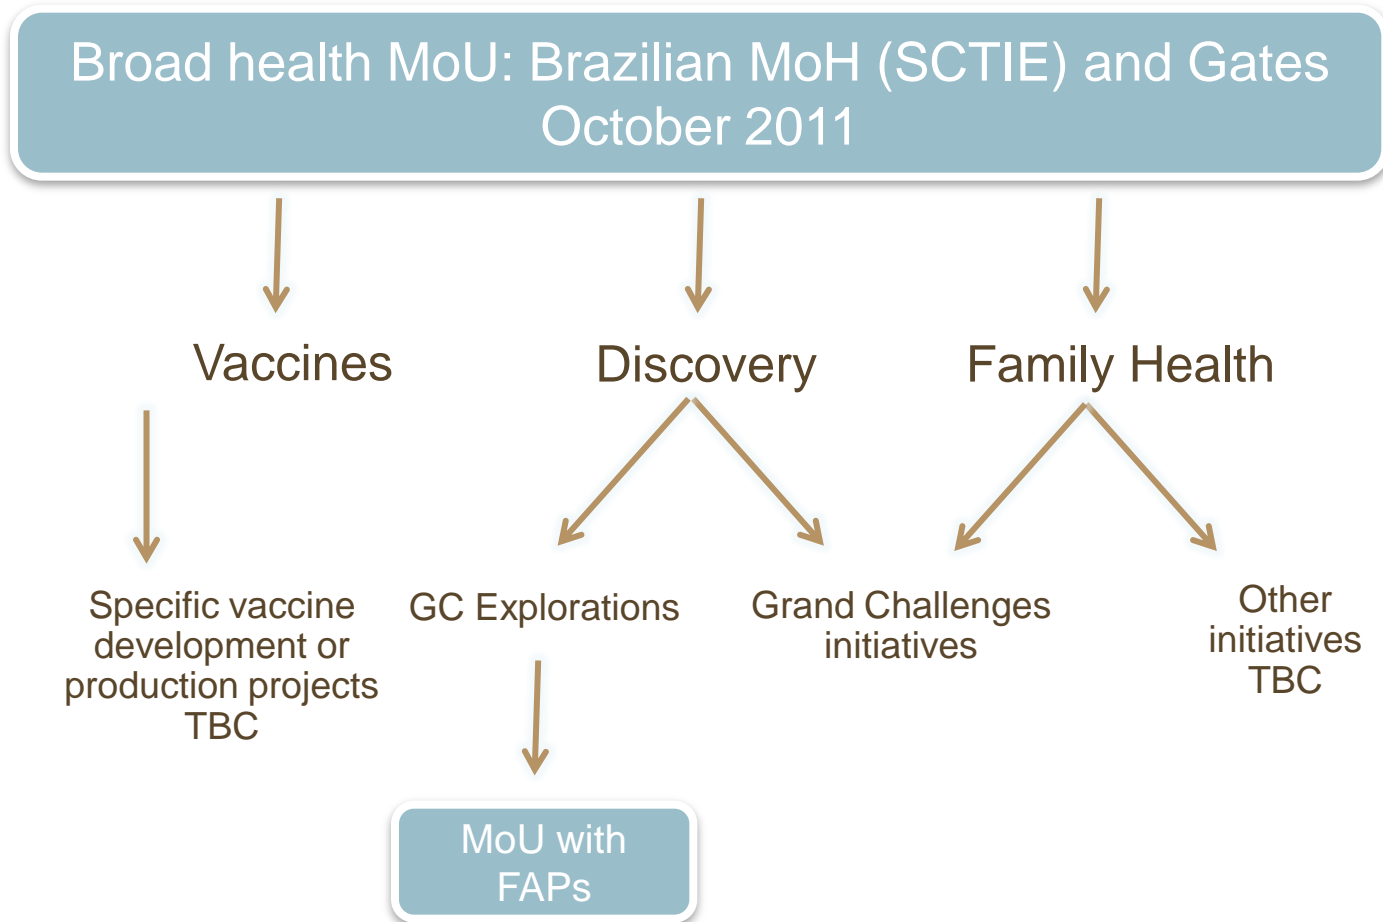 Broad health MoU: Brazilian MoH (SCTIE) and Gates
October 2011
Vaccines
Discovery
Family Health
Specific vaccine
development or
production projects
TBC
GC Explorations
Grand Challenges
initiatives
Other
initiatives
TBC
MoU with
FAPs